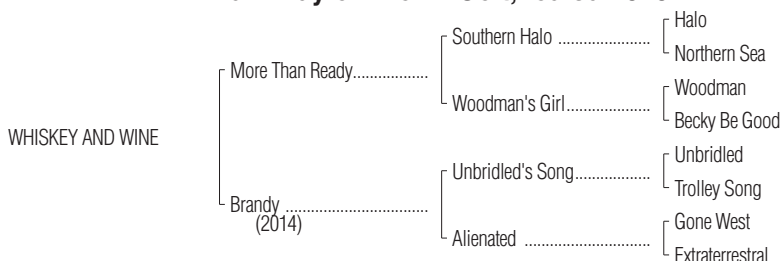 Halo
Southern Halo ....................
Northern Sea
More Than Ready..................
Woodman
Woodman's Girl....................
Becky Be Good
WHISKEY AND WINE
Unbridled
Unbridled's Song..................
Trolley Song
Brandy ..................................
(2014)
Gone West
Alienated ............................
Extraterrestral